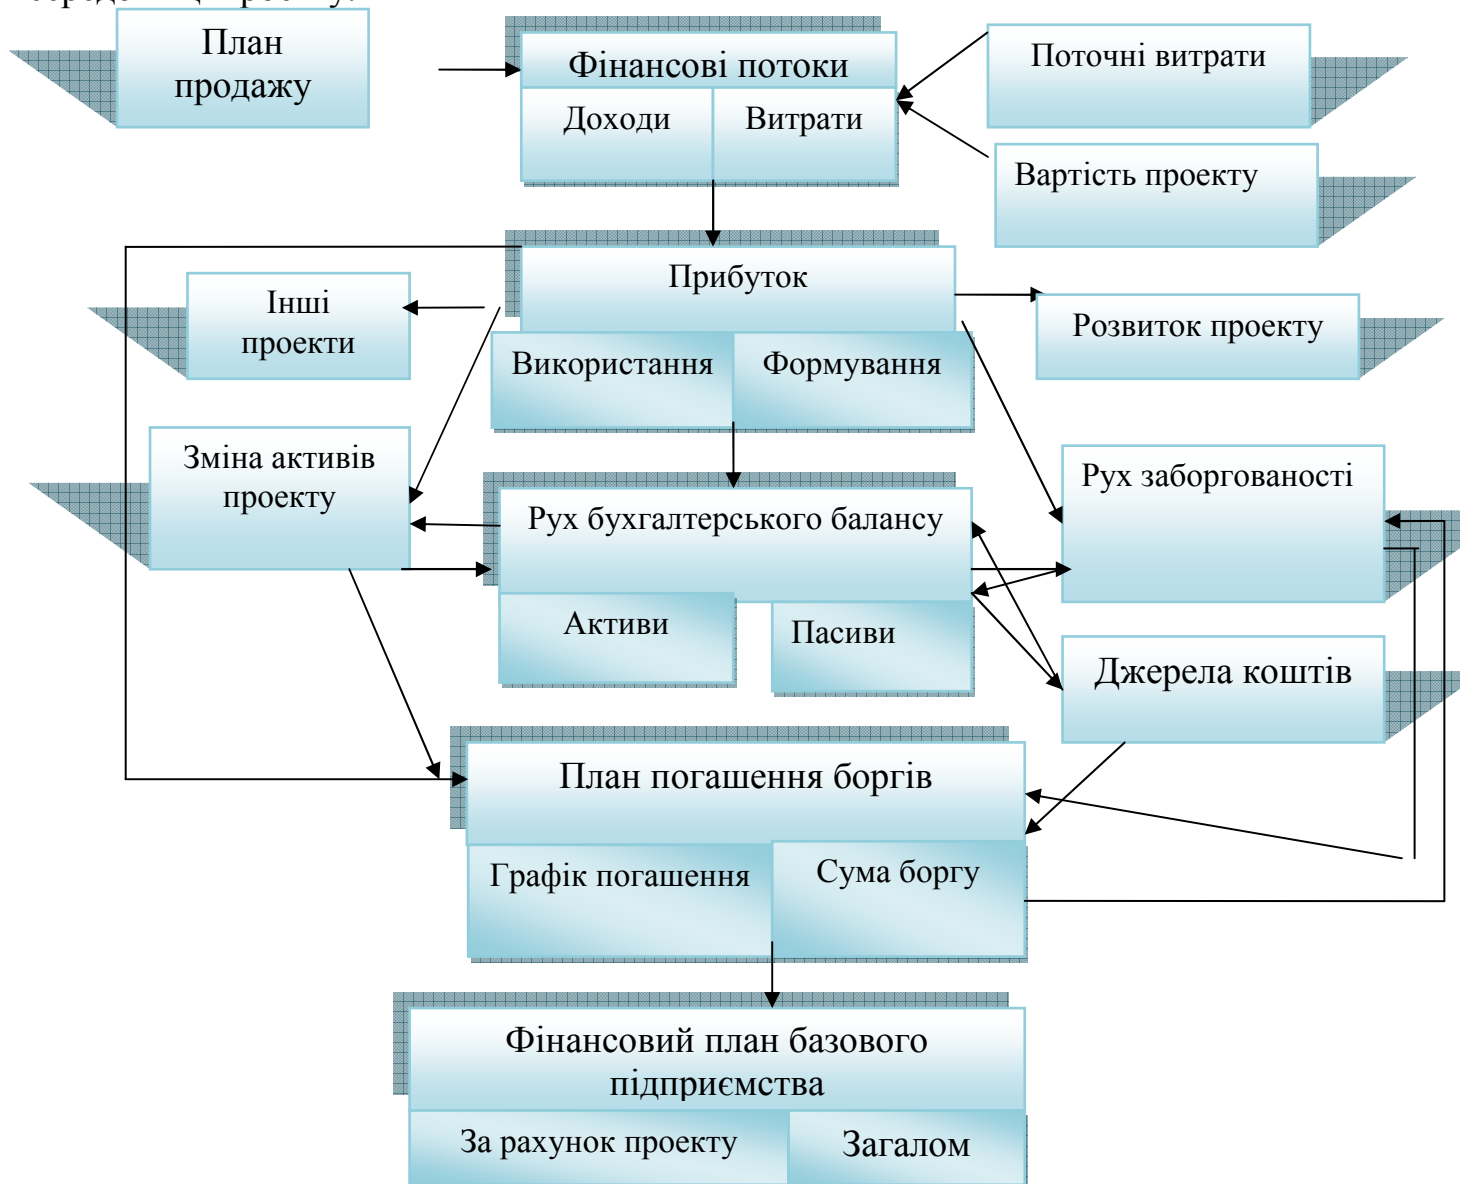 План
продажу
Фінансові потоки
Доходи
Витрати
Поточні витрати
Вартість проекту
Прибуток
Використання
Формування
Інші
проекти
Розвиток проекту
Зміна активів
проекту
Рух бухгалтерського балансу
Активи
Пасиви
Рух заборгованості
Джерела коштів
План погашення боргів
Графік погашення
Сума боргу
Фінансовий план базового
підприємства
За рахунок проекту
Загалом